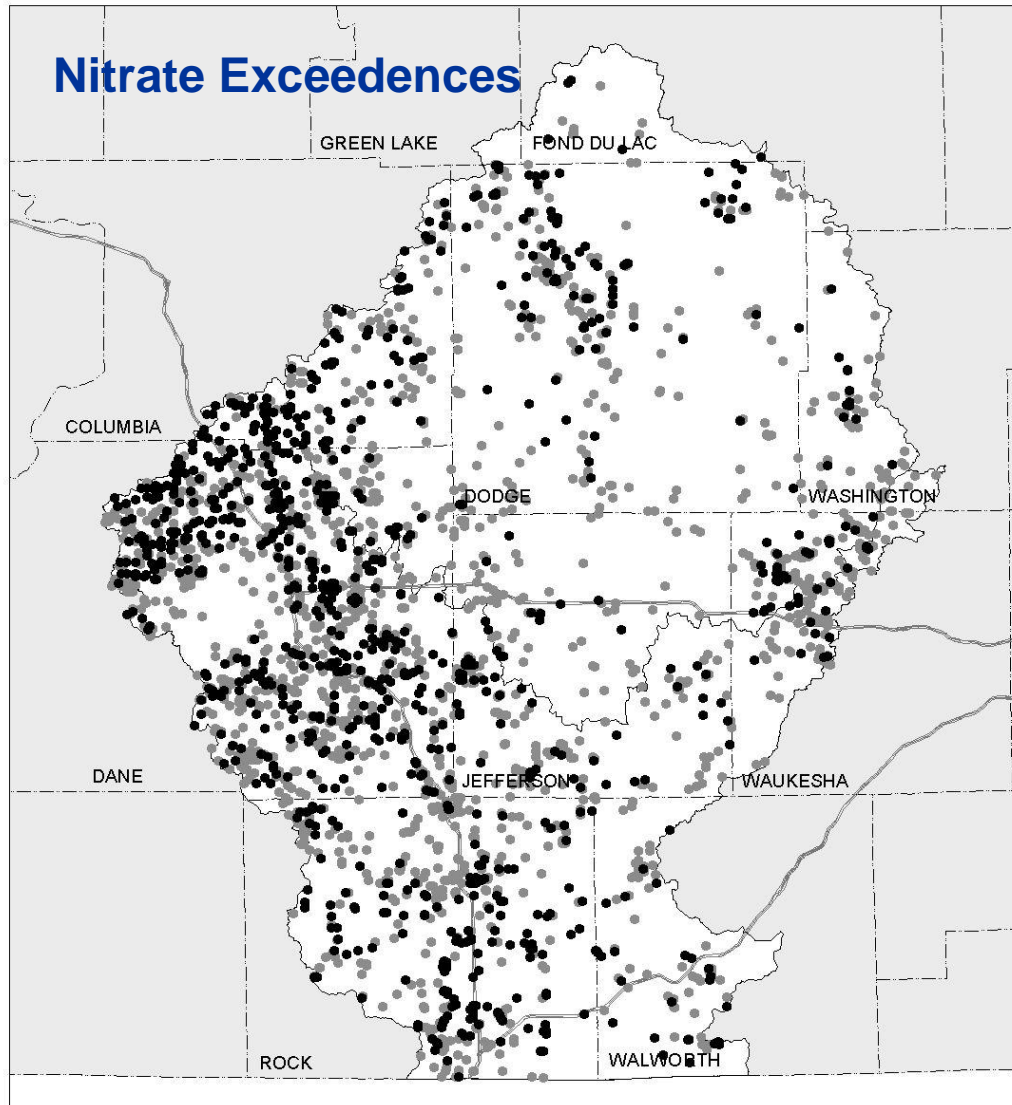 Nitrate Exceedences
GREEN LAKE
FOND DU LAC
COLUMBIA
DODGE
WASHINGTON
DANE
JEFFERSON
WAUKESHA
ROCK
WALWORTH